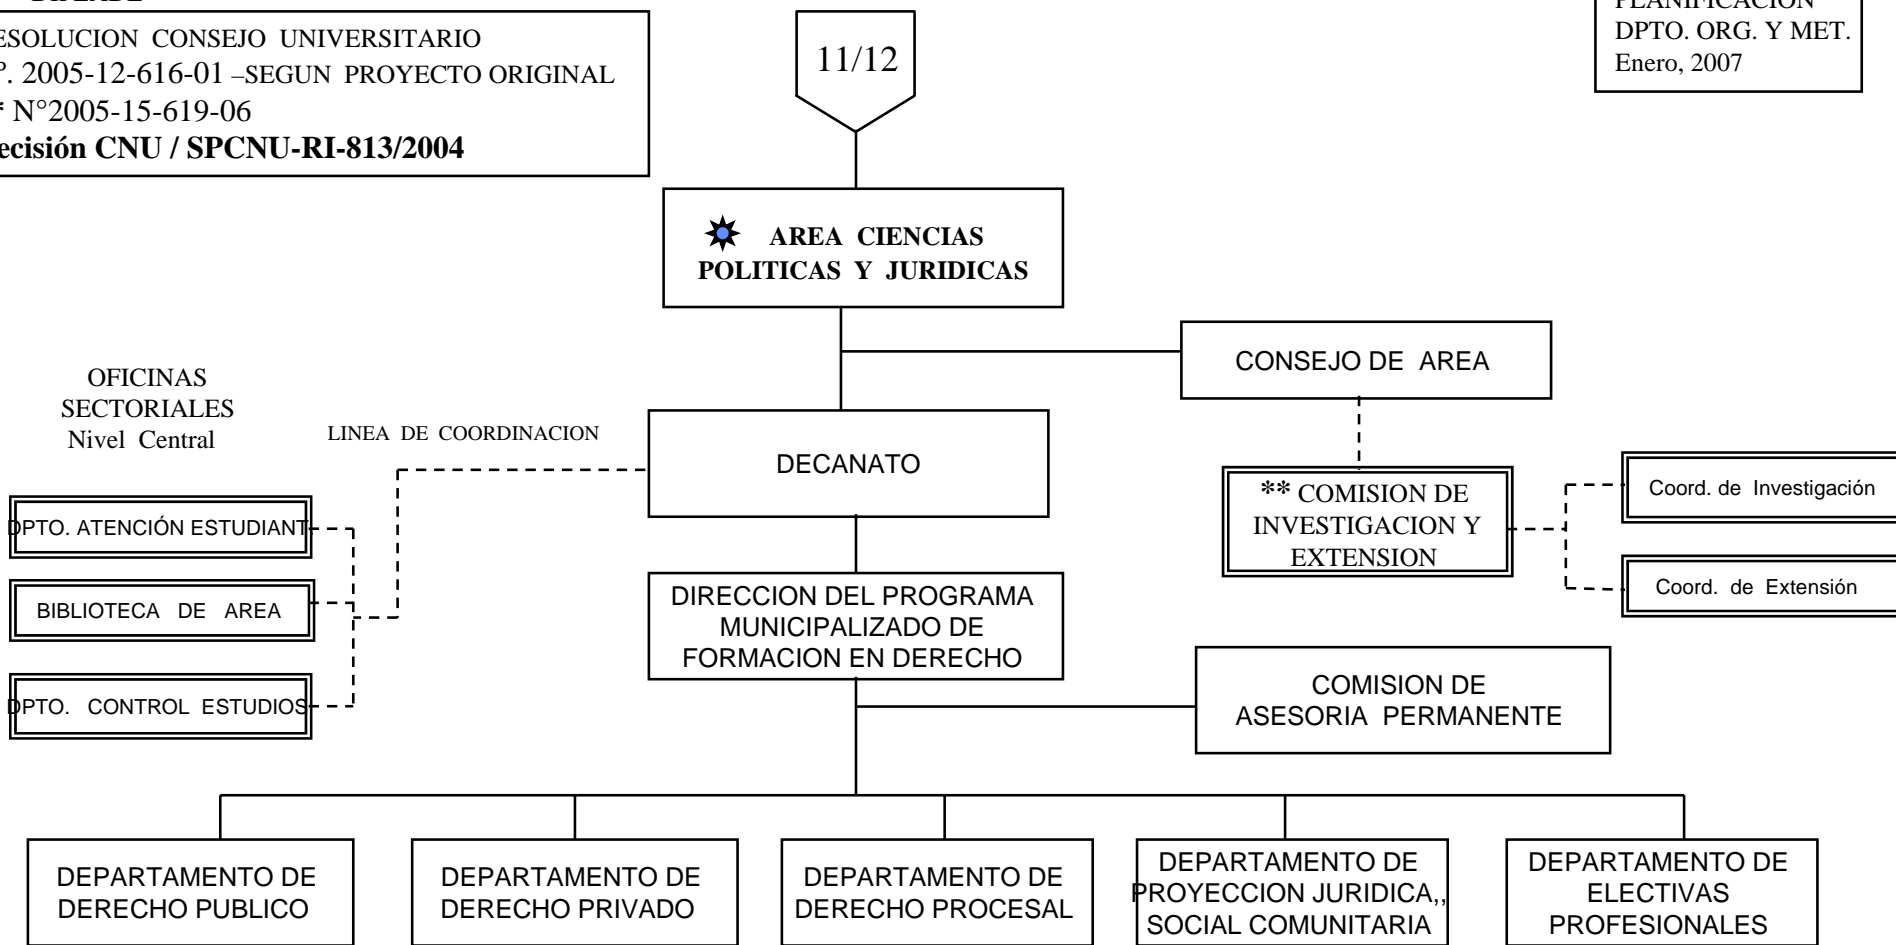 RESOLUCION CONSEJO UNIVERSITARIO
°. 2005-12-616-01 –SEGUN PROYECTO ORIGINAL
* N°2005-15-619-06
ecisión CNU / SPCNU-RI-813/2004
11/12
PLANIFICACION
DPTO. ORG. Y MET.
Enero, 2007
AREA CIENCIAS
POLITICAS Y JURIDICAS
CONSEJO DE AREA
OFICINAS
SECTORIALES
Nivel Central
LINEA DE COORDINACION
DECANATO
** COMISION DE
INVESTIGACION Y
EXTENSION
Coord. de Investigación
Coord. de Extensión
DPTO. ATENCIÓN ESTUDIANT.
BIBLIOTECA DE AREA
DPTO. CONTROL ESTUDIOS
DIRECCION DEL PROGRAMA
MUNICIPALIZADO DE
FORMACION EN DERECHO
COMISION DE
ASESORIA PERMANENTE
DEPARTAMENTO DE
DERECHO PUBLICO
DEPARTAMENTO DE
DERECHO PRIVADO
DEPARTAMENTO DE
DERECHO PROCESAL
DEPARTAMENTO DE
PROYECCION JURIDICA,,
SOCIAL COMUNITARIA
DEPARTAMENTO DE
ELECTIVAS
PROFESIONALES